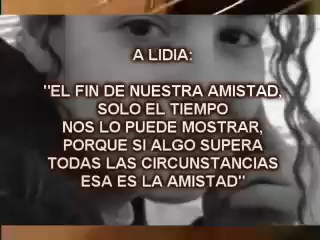 A LIDIA:
"EL FIN DE NUESTRA AMISTAD,
SOLO EL TIEMPO
NOS LO PUEDE MOSTRAR,
PORQUE SI ALGO SUPERA
TODAS LAS CIRCUNSTANCIAS
ESA ES LA AMISTAD"